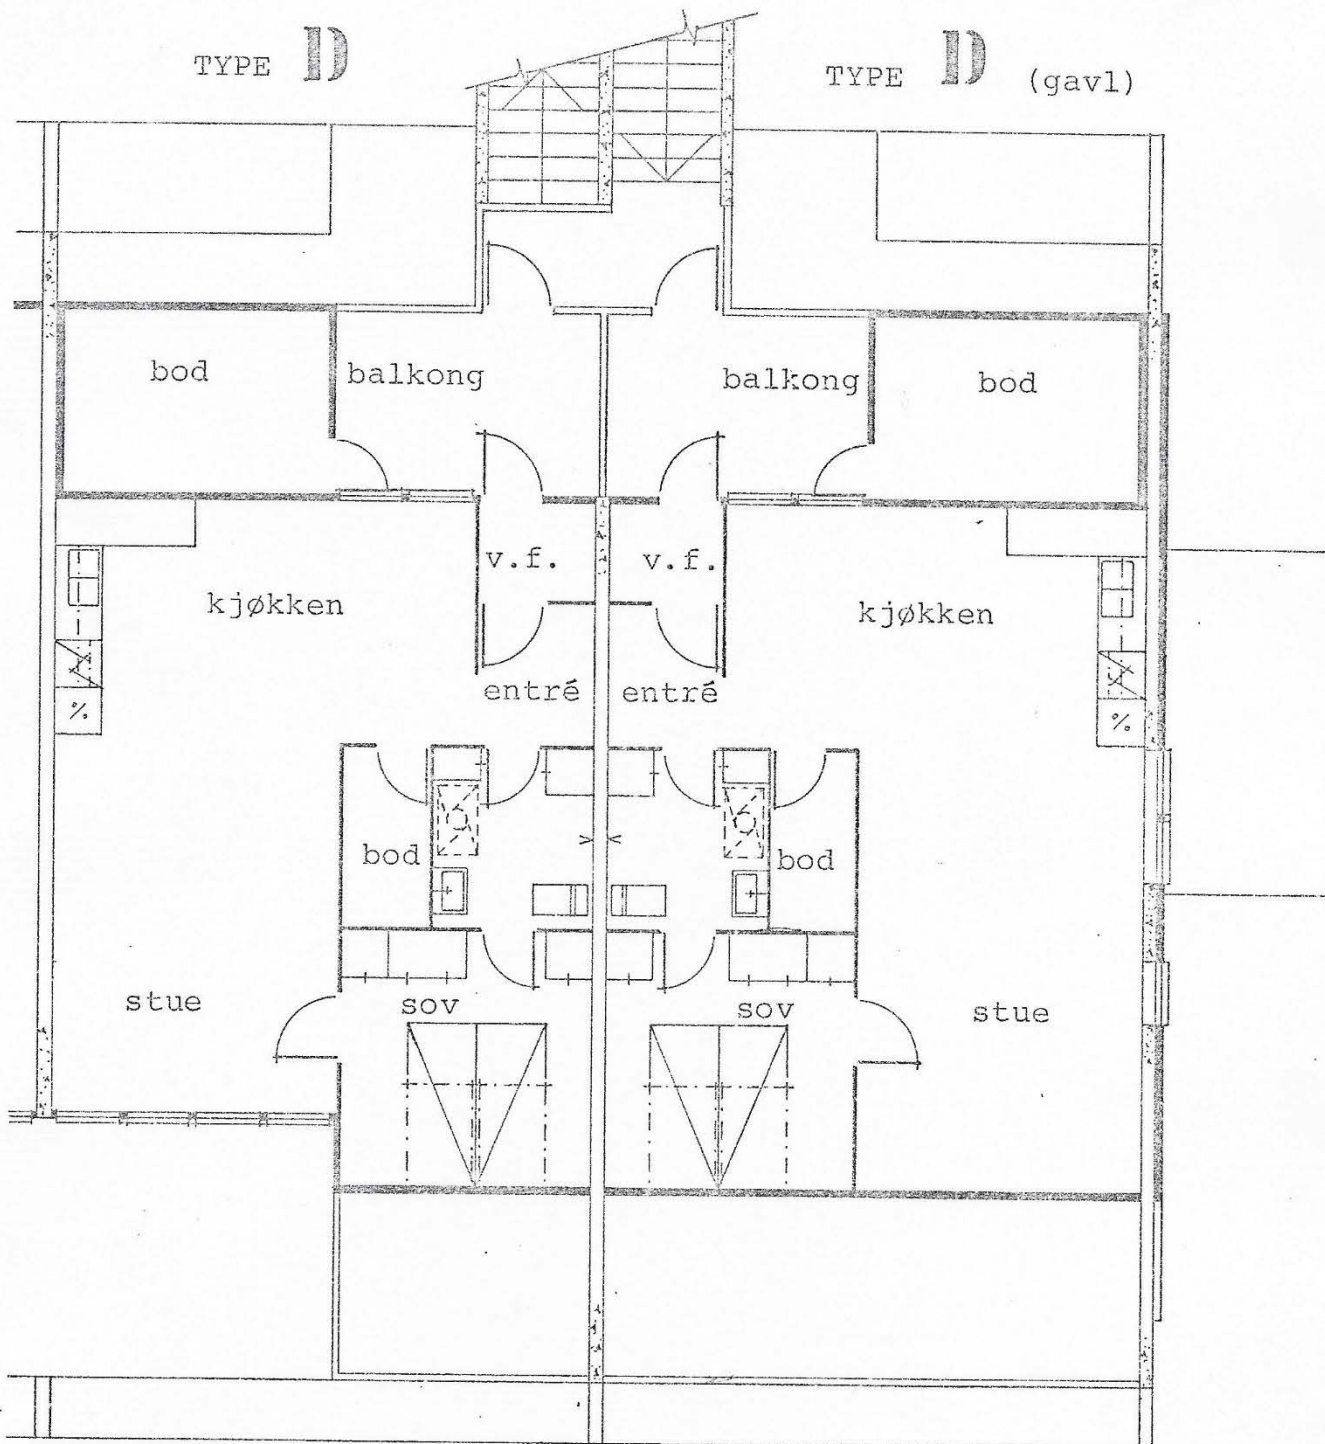 TYPE D
TYPE D (gavl)
bod
balkong
balkong
bod
v.f.
v.f.
kjøkken
kjøkken
entré
entré
%
%
bod
bod
stue
sov
sov
stue